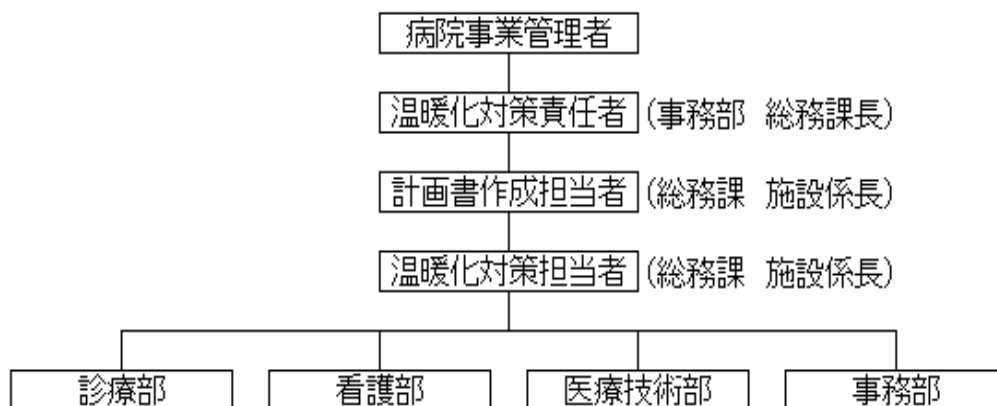 病院事業管理者
温暖化対策責任者 (事務部 総務課長)
計画書作成担当者 (総務課 施設係長)
温暖化対策担当者 (総務課 施設係長)
診療部 看護部 医療技術部 事務部